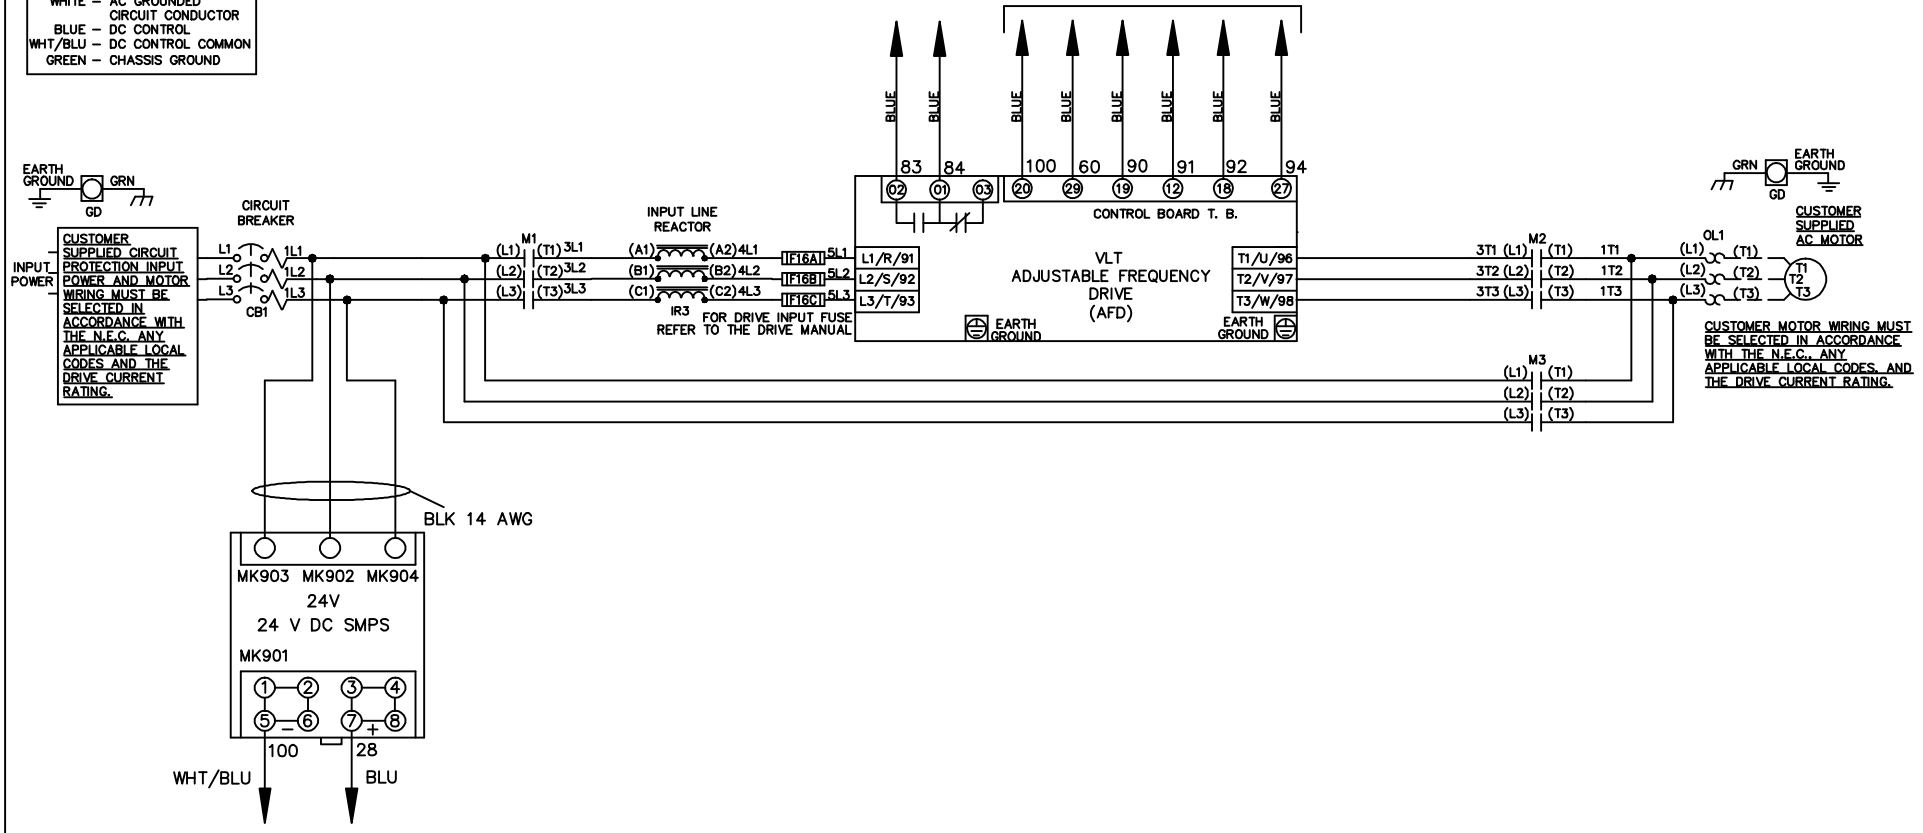 WHITE – AC GROUNDED
CIRCUIT CONDUCTOR
BLUE – DC CONTROL
WHT/BLU – DC CONTROL COMMON
GREEN – CHASSIS GROUND
BLUE
BLUE
BLUE
BLUE
BLUE
BLUE
BLUE
BLUE
83
84
100
60
90
91
92
94
02
01
03
20
29
19
12
18
27
CONTROL BOARD T. B.
EARTH
GROUND
GRN
GD
INPUT
POWER
CUSTOMER
SUPPLIED CIRCUIT
PROTECTION INPUT
POWER AND MOTOR
WIRING MUST BE
SELECTED IN
ACCORDANCE WITH
THE N.E.C. ANY
APPLICABLE LOCAL
CODES AND THE
DRIVE CURRENT
RATING.
CIRCUIT
BREAKER
L1 1L1
L2 1L2
L3 1L3
CB1
M1
(L1) (T1) 3L1
(L2) (T2) 3L2
(L3) (T3) 3L3
INPUT LINE
REACTOR
(A1) (A2) 4L1
(B1) (B2) 4L2
(C1) (C2) 4L3
IR3
F16A 5L1
F16B 5L2
F16C 5L3
FOR DRIVE INPUT FUSE
REFER TO THE DRIVE MANUAL
L1/R/91
L2/S/92
L3/T/93
VLT
ADJUSTABLE FREQUENCY
DRIVE
(AFD)
T1/U/96
T2/V/97
T3/W/98
EARTH
GROUND
EARTH
GROUND
M2
3T1 (L1) (T1) 1T1
3T2 (L2) (T2) 1T2
3T3 (L3) (T3) 1T3
OL1
(L1) (T1)
(L2) (T2)
(L3) (T3)
GRN
GD
EARTH
GROUND
CUSTOMER
SUPPLIED
AC MOTOR
T1
T2
T3
CUSTOMER MOTOR WIRING MUST
BE SELECTED IN ACCORDANCE
WITH THE N.E.C., ANY
APPLICABLE LOCAL CODES, AND
THE DRIVE CURRENT RATING.
M3
(L1) (T1)
(L2) (T2)
(L3) (T3)
BLK 14 AWG
MK903 MK902 MK904
24V
24 V DC SMPS
MK901
1 2 3 4
5 – 6 7 + 8
100
28
WHT/BLU
BLU